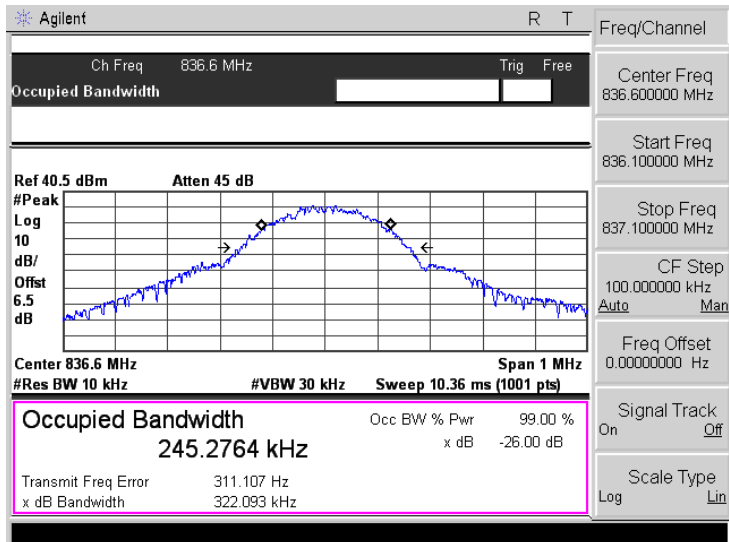 Agilent R T
Ch Freq 836.6 MHz Trig Free
Occupied Bandwidth
Ref 40.5 dBm Atten 45 dB
#Peak
Log
10
dB/
Offst
6.5
dB
Center 836.6 MHz Span 1 MHz
#Res BW 10 kHz #VBW 30 kHz Sweep 10.36 ms (1001 pts)
Occupied Bandwidth
245.2764 kHz
Occ BW % Pwr 99.00 %
x dB -26.00 dB
Transmit Freq Error 311.107 Hz
x dB Bandwidth 322.093 kHz
Freq/Channel
Center Freq
836.600000 MHz
Start Freq
836.100000 MHz
Stop Freq
837.100000 MHz
CF Step
100.000000 kHz
Auto Man
Freq Offset
0.00000000 Hz
Signal Track
On Off
Scale Type
Log Lin